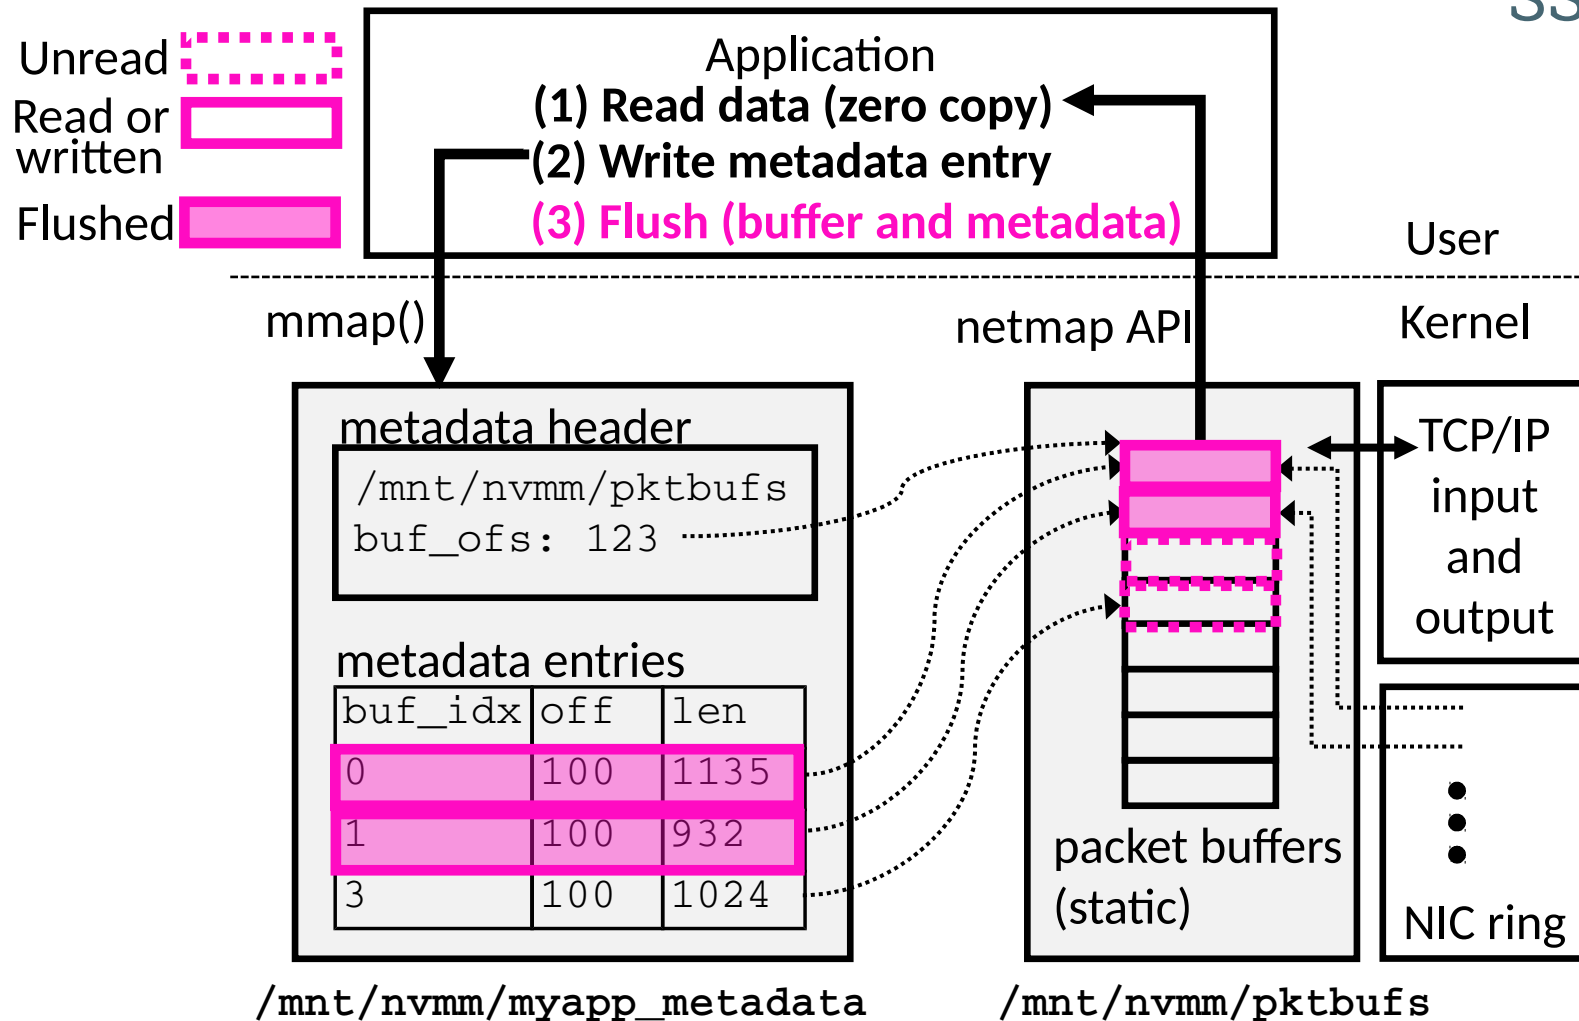 Unread
Read or
written
Flushed
Application
(1) Read data (zero copy)
(2) Write metadata entry
(3) Flush (buffer and metadata)
User
mmap()
netmap API
Kernel
metadata header
/mnt/nvmm/pktbufs
buf_ofs: 123
metadata entries
buf_idx off len
0 100 1135
1 100 932
3 100 1024
packet buffers
(static)
TCP/IP
input
and
output
NIC ring
/mnt/nvmm/myapp_metadata
/mnt/nvmm/pktbufs